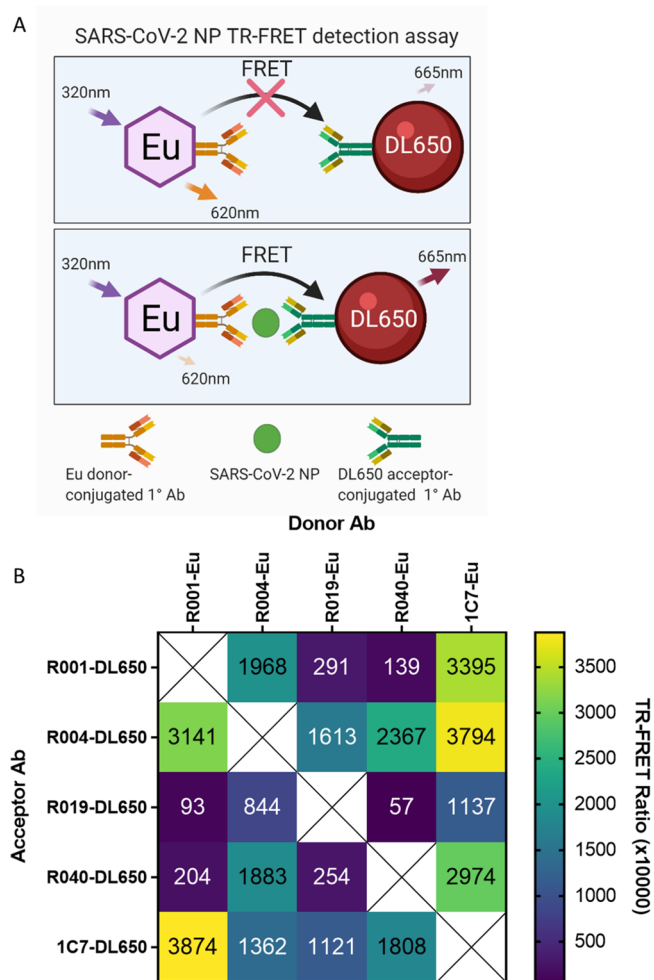 A
SARS-CoV-2 NP TR-FRET detection assay
FRET
320nm
665nm
Eu
DL650
620nm
FRET
320nm
665nm
Eu
DL650
620nm
Eu donor-
conjugated 1° Ab
SARS-CoV-2 NP
DL650 acceptor-
conjugated 1° Ab
Donor Ab
B
R001-Eu
R004-Eu
R019-Eu
R040-Eu
1C7-Eu
Acceptor Ab
R001-DL650
1968
291
139
3395
R004-DL650
3141
1613
2367
3794
R019-DL650
93
844
57
1137
R040-DL650
204
1883
254
2974
1C7-DL650
3874
1362
1121
1808
3500
3000
2500
2000
1500
1000
500
TR-FRET Ratio (x10000)